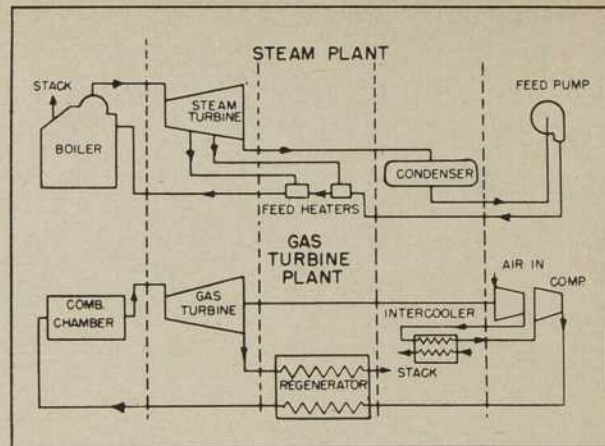 STEAM PLANT
STACK
BOILER
STEAM
TURBINE
FEED PUMP
CONDENSER
FEED HEATERS
GAS
TURBINE
PLANT
COMB.
CHAMBER
GAS
TURBINE
AIR IN
COMP.
INTERCOOLER
STACK
REGENERATOR